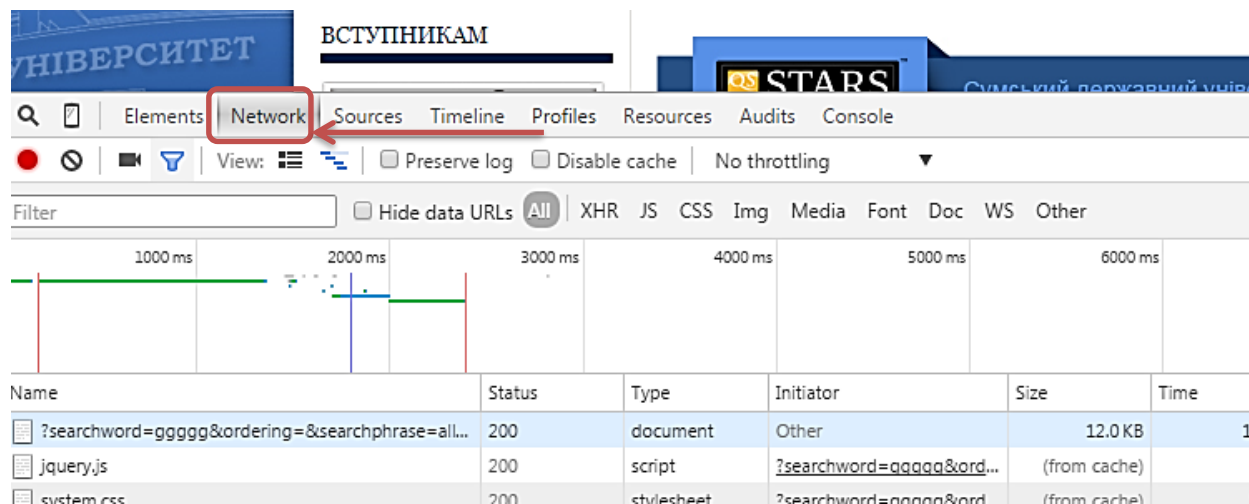 УНІВЕРСИТЕТ
ВСТУПНИКАМ
QS STARS
Сумський державний уніве
Elements Network Sources Timeline Profiles Resources Audits Console
View: Preserve log Disable cache No throttling ▼
Filter Hide data URLs All XHR JS CSS Img Media Font Doc WS Other
1000 ms 2000 ms 3000 ms 4000 ms 5000 ms 6000 ms
Name Status Type Initiator Size Time
?searchword=ggggg&ordering=&searchphrase=all... 200 document Other 12.0 KB 1
jquery.js 200 script ?searchword=ggggg&ord... (from cache)
system.css 200 stylesheet ?searchword=ggggg&ord... (from cache)